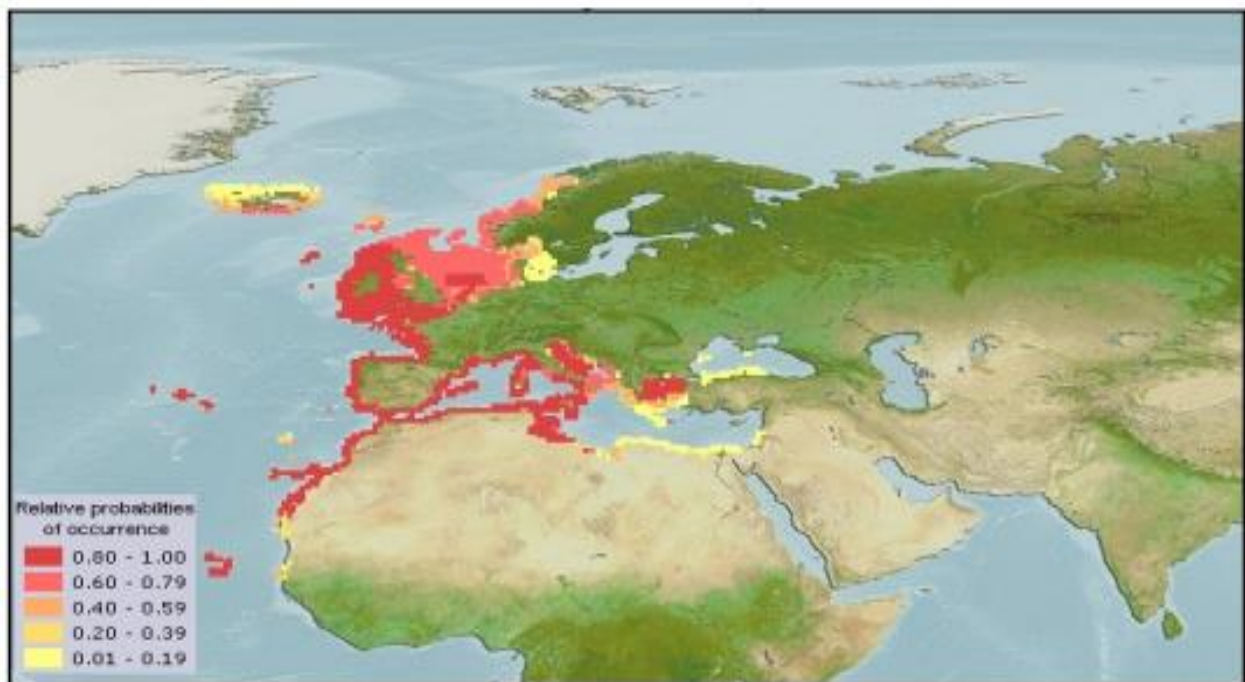 Relative probabilities
of occurrence
0.80 - 1.00
0.60 - 0.79
0.40 - 0.59
0.20 - 0.39
0.01 - 0.19